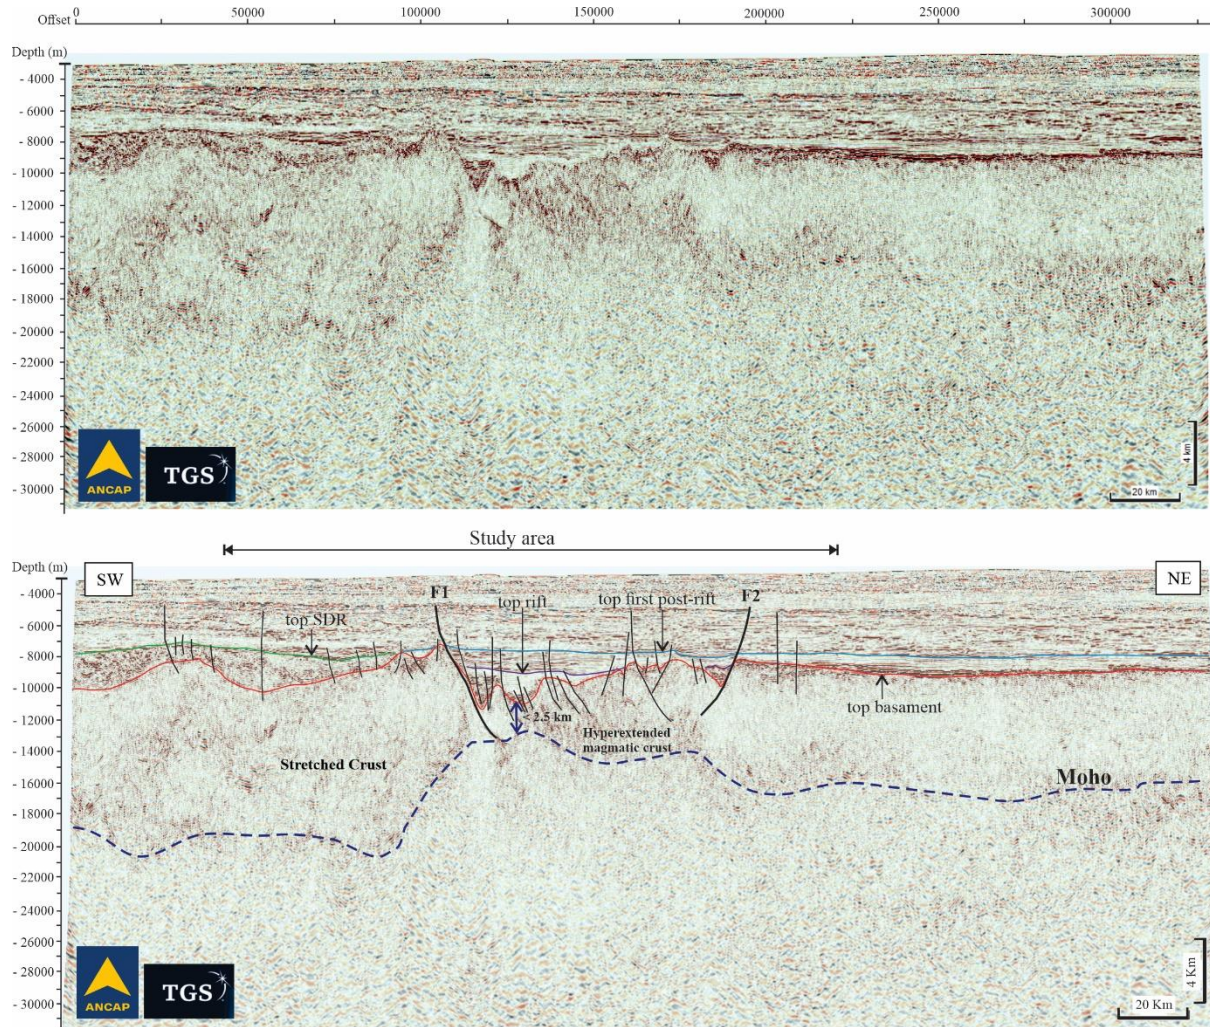 Offset 0 50000 100000 150000 200000 250000 300000
Depth (m)
- 4000
- 6000
- 8000
- 10000
- 12000
- 14000
- 16000
- 18000
- 20000
- 22000
- 24000
- 26000
- 28000
- 30000
ANCAP
TGS
4 km
20 km
Study area
Depth (m)
SW
NE
- 4000
- 6000
- 8000
- 10000
- 12000
- 14000
- 16000
- 18000
- 20000
- 22000
- 24000
- 26000
- 28000
- 30000
F1
top rift
top first post-rift
F2
top SDR
top basament
< 2.5 km
Hyperextended
magmatic crust
Stretched Crust
Moho
ANCAP
TGS
4 Km
20 Km